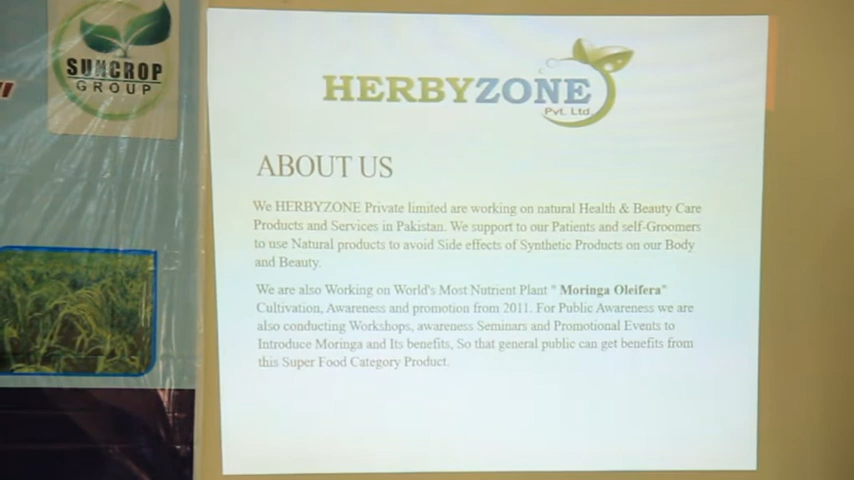 SUNCROP
GROUP
HERBYZONE
Pvt. Ltd.
ABOUT US
We HERBYZONE Private limited are working on natural Health & Beauty Care
Products and Services in Pakistan. We support to our Patients and self-Groomers
to use Natural products to avoid Side effects of Synthetic Products on our Body
and Beauty.
We are also Working on World's Most Nutrient Plant " Moringa Oleifera"
Cultivation, Awareness and promotion from 2011. For Public Awareness we are
also conducting Workshops, awareness Seminars and Promotional Events to
Introduce Moringa and Its benefits, So that general public can get benefits from
this Super Food Category Product.